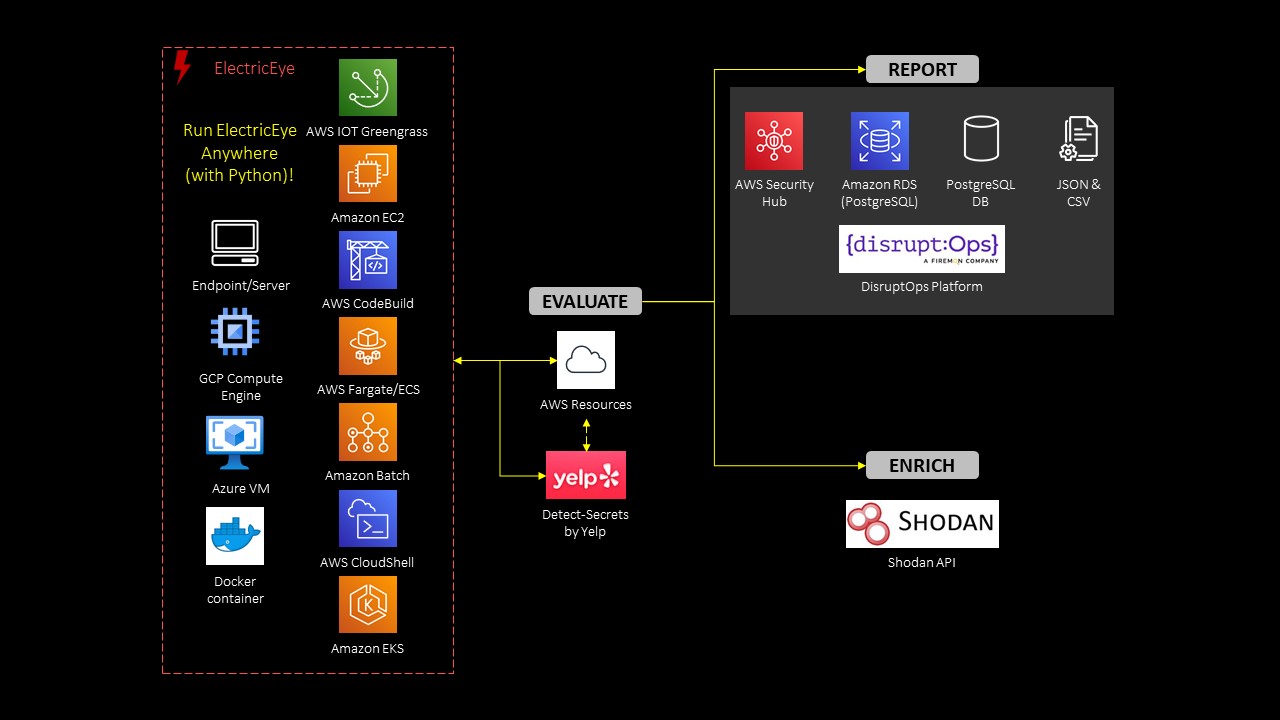 ElectricEye
Run ElectricEye
Anywhere
(with Python)!
Endpoint/Server
GCP Compute
Engine
Azure VM
Docker
container
AWS IOT Greengrass
Amazon EC2
AWS CodeBuild
AWS Fargate/ECS
Amazon Batch
AWS CloudShell
K
Amazon EKS
EVALUATE
AWS Resources
yelp
Detect-Secrets
by Yelp
REPORT
AWS Security
Hub
Amazon RDS
(PostgreSQL)
PostgreSQL
DB
JSON &
CSV
{disrupt:Ops}
A FIREMON COMPANY
DisruptOps Platform
ENRICH
SHODAN
Shodan API